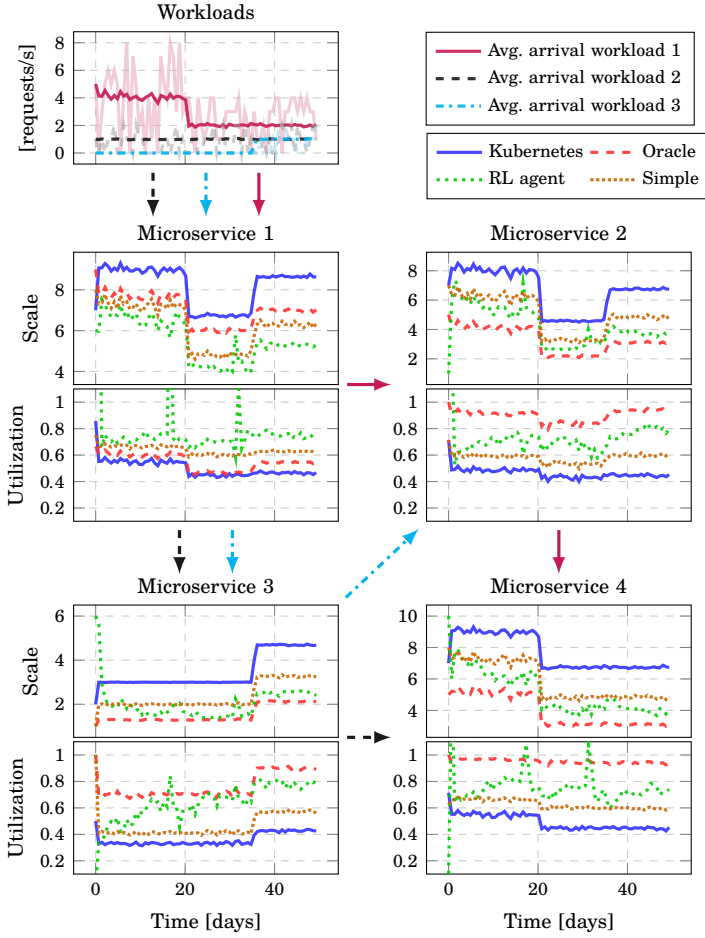 Workloads
[requests/s]
8
6
4
2
0
Avg. arrival workload 1
Avg. arrival workload 2
Avg. arrival workload 3
Kubernetes
Oracle
RL agent
Simple
Microservice 1
Scale
8
6
4
Utilization
1
0.8
0.6
0.4
0.2
Microservice 2
8
6
4
2
1
0.8
0.6
0.4
0.2
Microservice 3
Scale
6
4
2
Utilization
1
0.8
0.6
0.4
0.2
0
20
40
Time [days]
Microservice 4
10
8
6
4
1
0.8
0.6
0.4
0.2
0
20
40
Time [days]